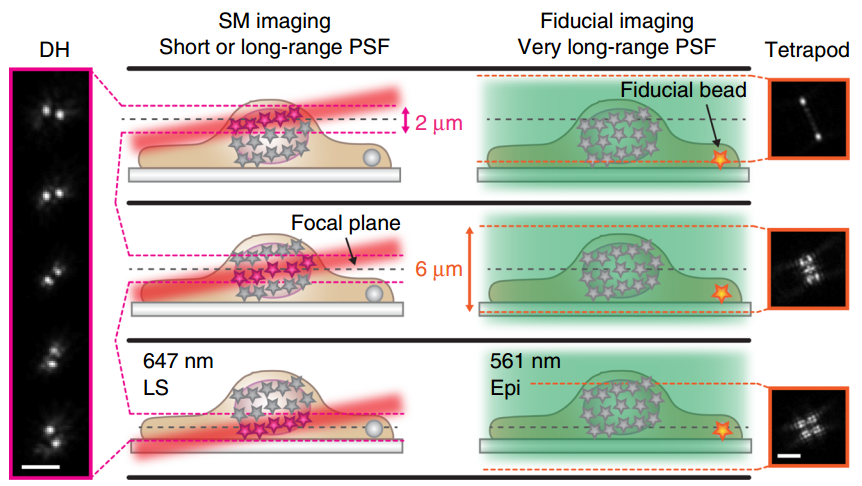 DH
SM imaging
Short or long-range PSF
Fiducial imaging
Very long-range PSF
Tetrapod
2 μm
Fiducial bead
Focal plane
6 μm
647 nm
LS
561 nm
Epi